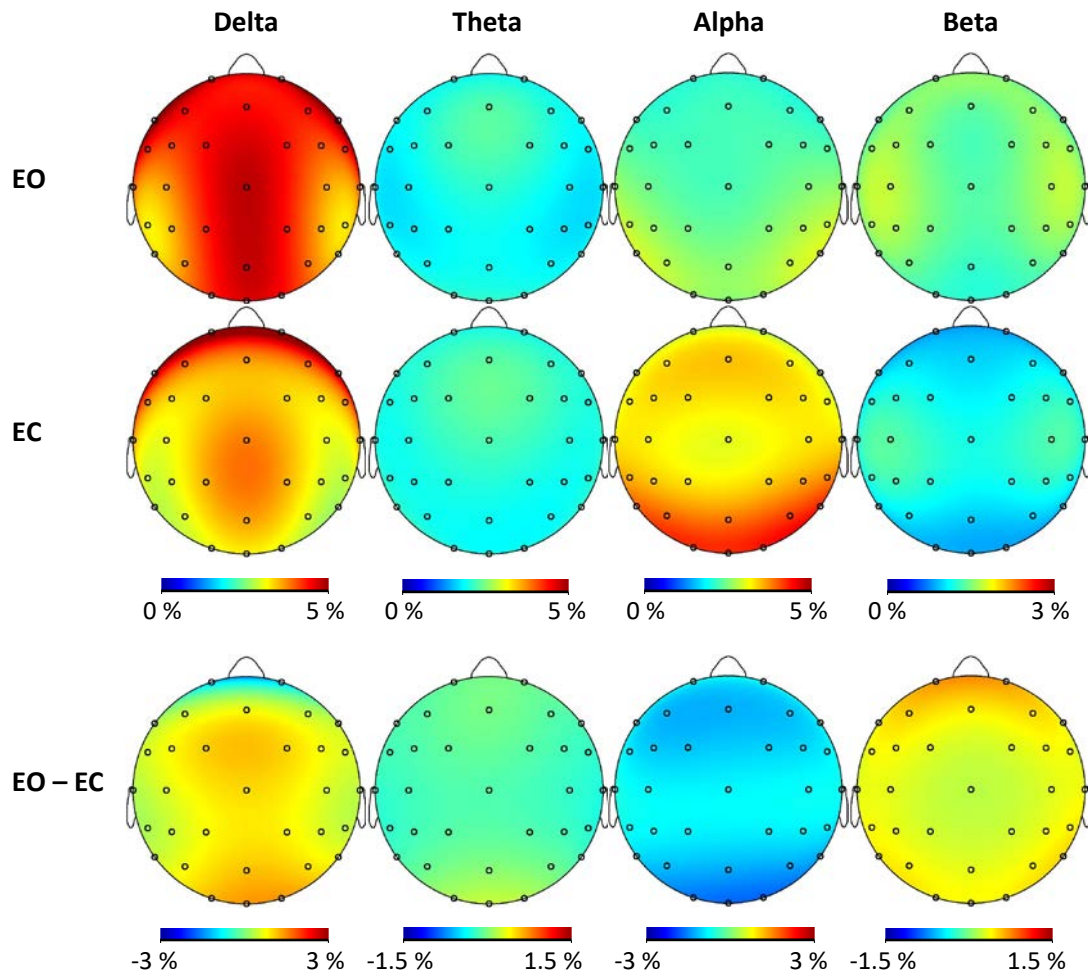 Delta Theta Alpha Beta
EO
EC
0 % 5 % 0 % 5 % 0 % 5 % 0 % 3 %
EO – EC
-3 % 3 % -1.5 % 1.5 % -3 % 3 % -1.5 % 1.5 %